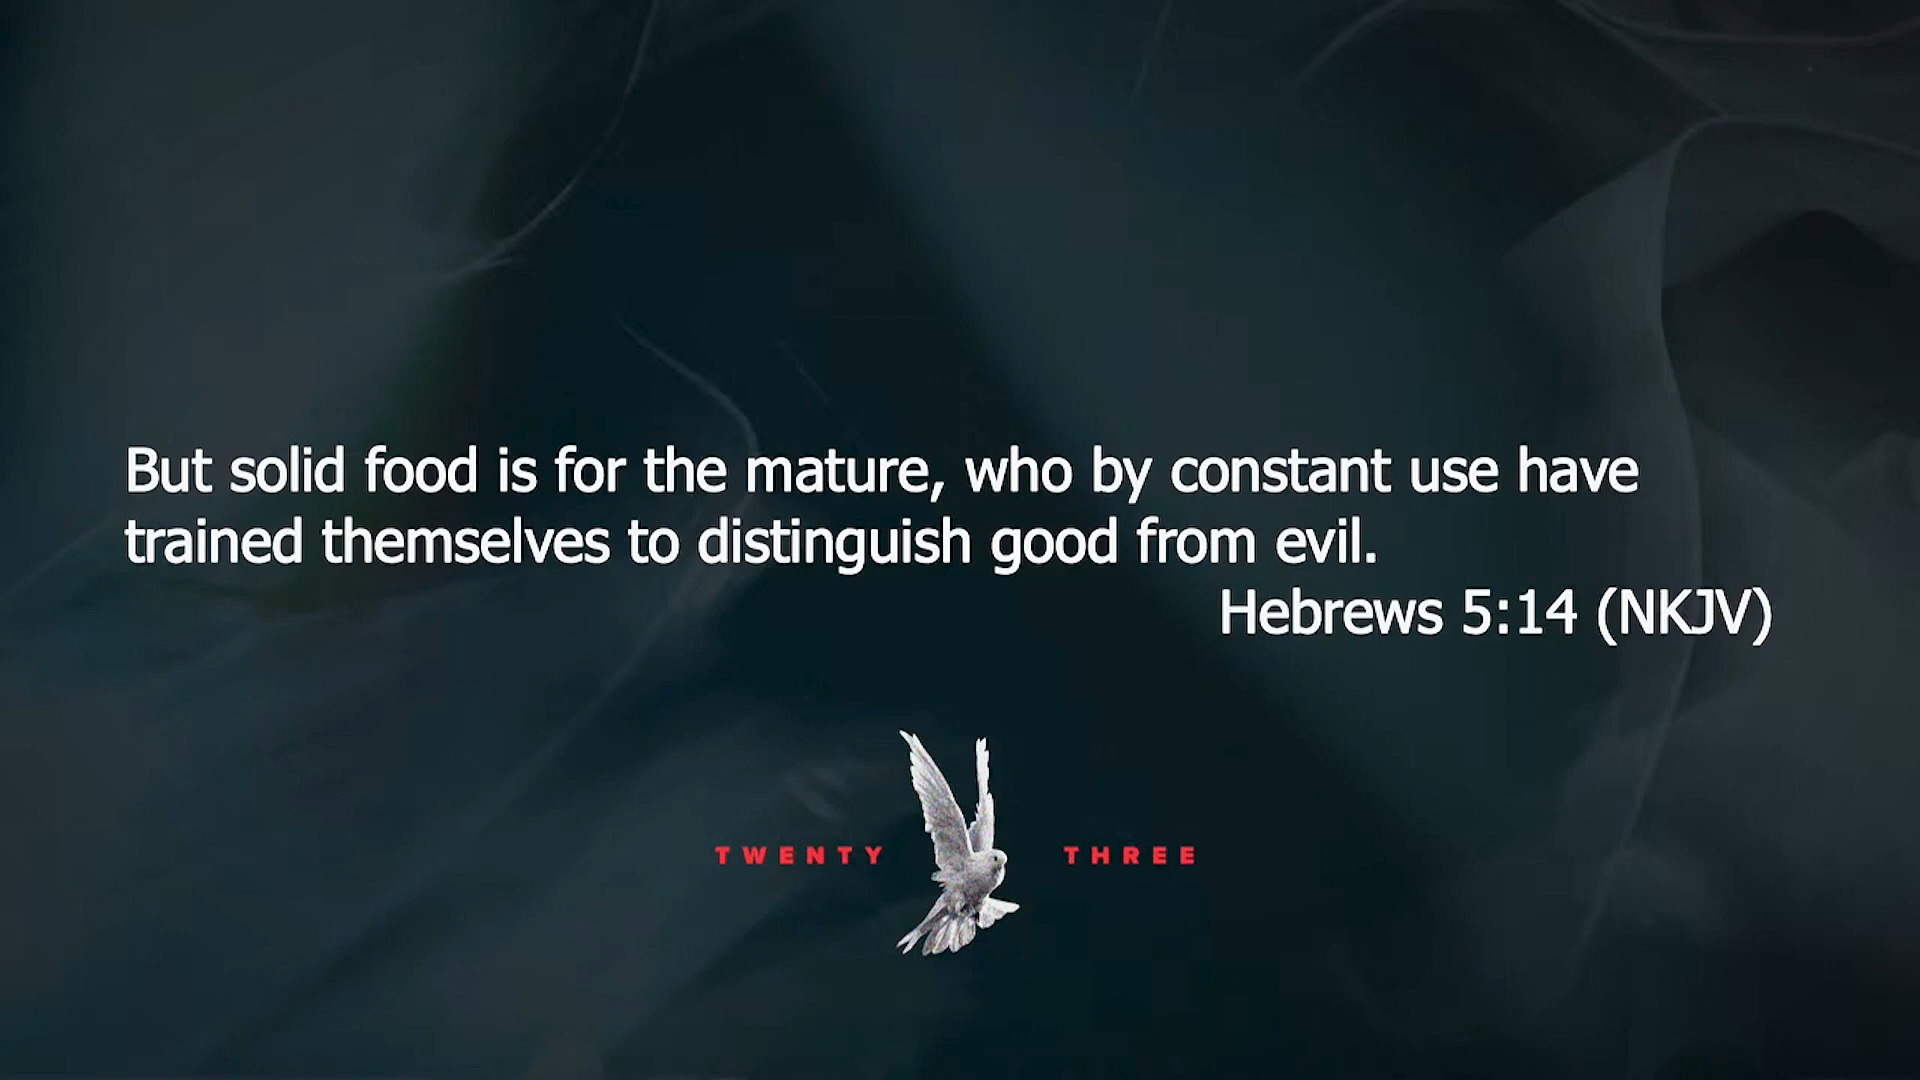 But solid food is for the mature, who by constant use have
trained themselves to distinguish good from evil.
Hebrews 5:14 (NKJV)
TWENTY THREE